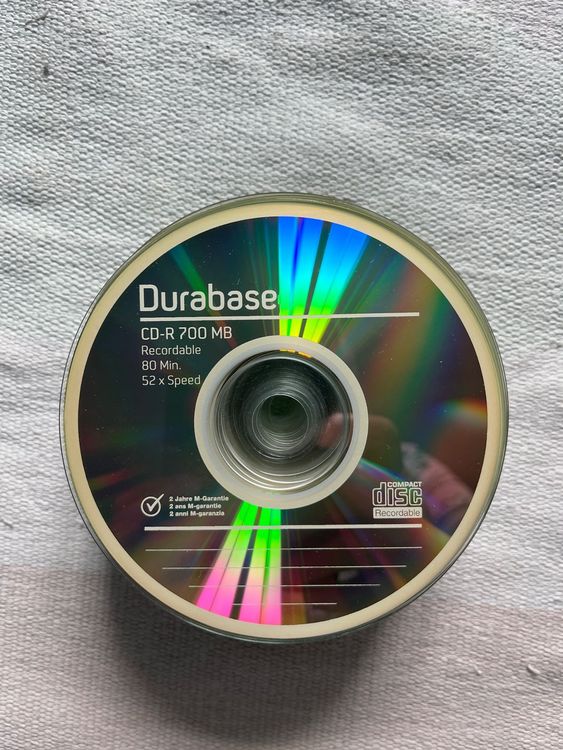 Durabase
CD-R 700 MB
Recordable
80 Min.
52 x Speed
2 Jahre M-Garantie
2 ans M-garantie
2 anni M-garanzia
COMPACT
disc
Recordable